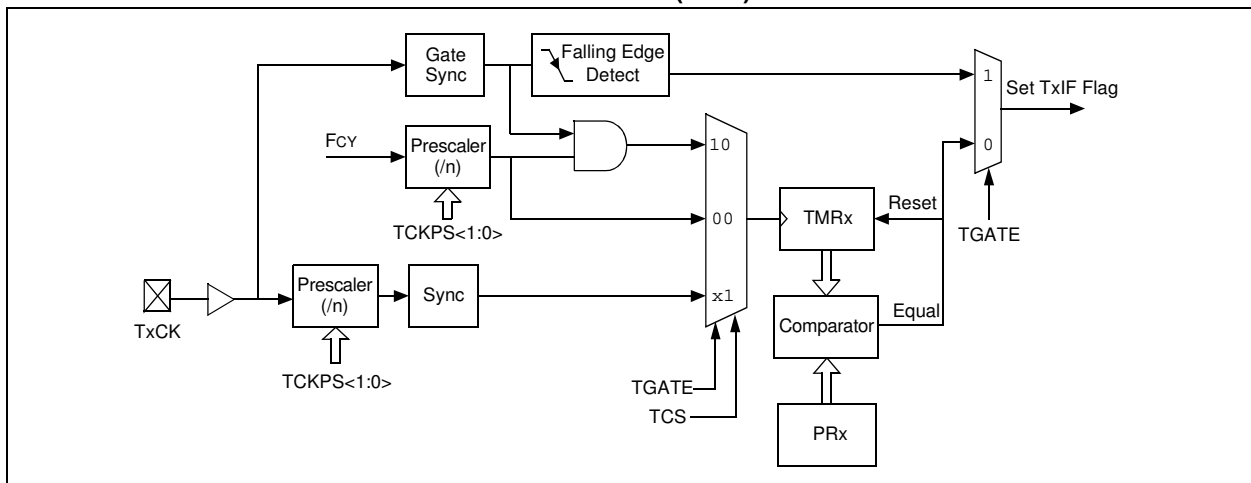 Gate
Sync
Falling Edge
Detect
1
Set TxIF Flag
FCY
Prescaler
(/n)
10
0
TCKPS<1:0>
00
TMRx
Reset
TGATE
TxCK
Prescaler
(/n)
Sync
x1
Comparator
Equal
TCKPS<1:0>
TGATE
TCS
PRx